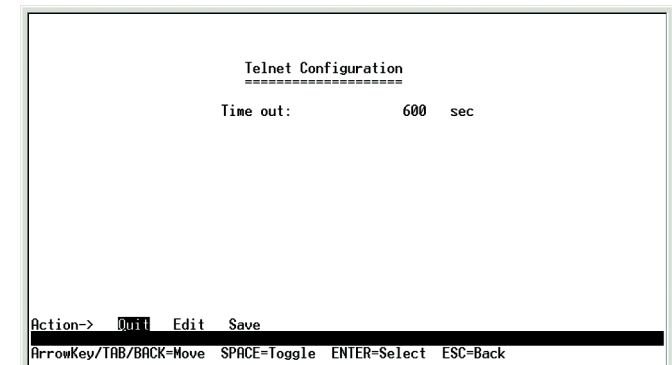 Telnet Configuration
====================
Time out: 600 sec
Action-> Quit Edit Save
ArrowKey/TAB/BACK=Move SPACE=Toggle ENTER=Select ESC=Back